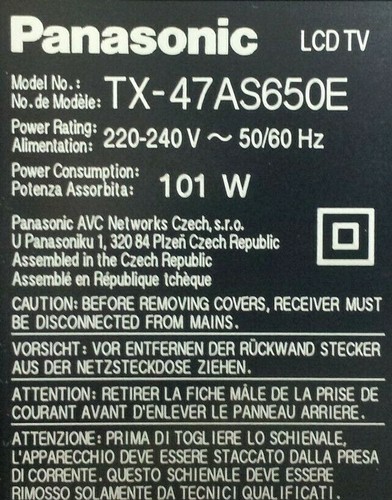 Panasonic LCD TV
Model No.:
No. de Modèle: TX-47AS650E
Power Rating:
Alimentation: 220-240 V ~ 50/60 Hz
Power Consumption:
Potenza Assorbita: 101 W
Panasonic AVC Networks Czech, s.r.o.
U Panasoniku 1, 320 84 Plzeň Czech Republic
Assembled in the Czech Republic
Assemblé en République tchèque
CAUTION: BEFORE REMOVING COVERS, RECEIVER MUST
BE DISCONNECTED FROM MAINS.
VORSICHT: VOR ENTFERNEN DER RÜCKWAND STECKER
AUS DER NETZSTECKDOSE ZIEHEN.
ATTENTION: RETIRER LA FICHE MÂLE DE LA PRISE DE
COURANT AVANT D'ENLEVER LE PANNEAU ARRIERE.
ATTENZIONE: PRIMA DI TOGLIERE LO SCHIENALE,
L'APPARECCHIO DEVE ESSERE STACCATO DALLA PRESA
DI CORRENTE. QUESTO SCHIENALE DEVE ESSERE
RIMOSSO SOLAMENTE DA TECNICI QUALIFICATI